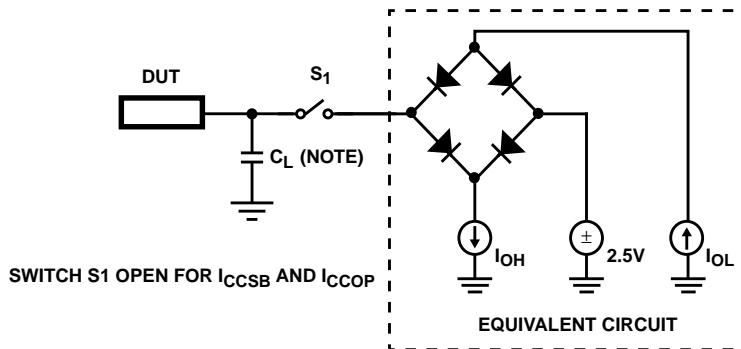 DUT
S1
CL (NOTE)
IOH
±
2.5V
IOL
SWITCH S1 OPEN FOR ICCSB AND ICCOP
EQUIVALENT CIRCUIT